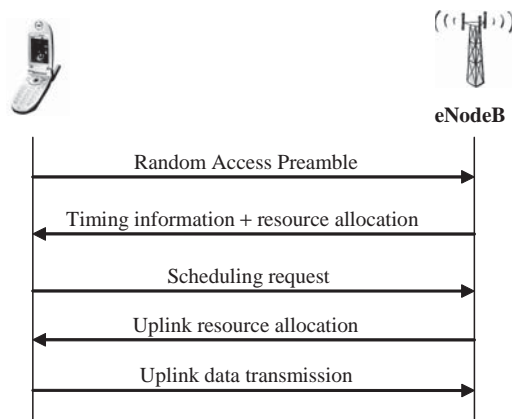 eNodeB
Random Access Preamble
Timing information + resource allocation
Scheduling request
Uplink resource allocation
Uplink data transmission